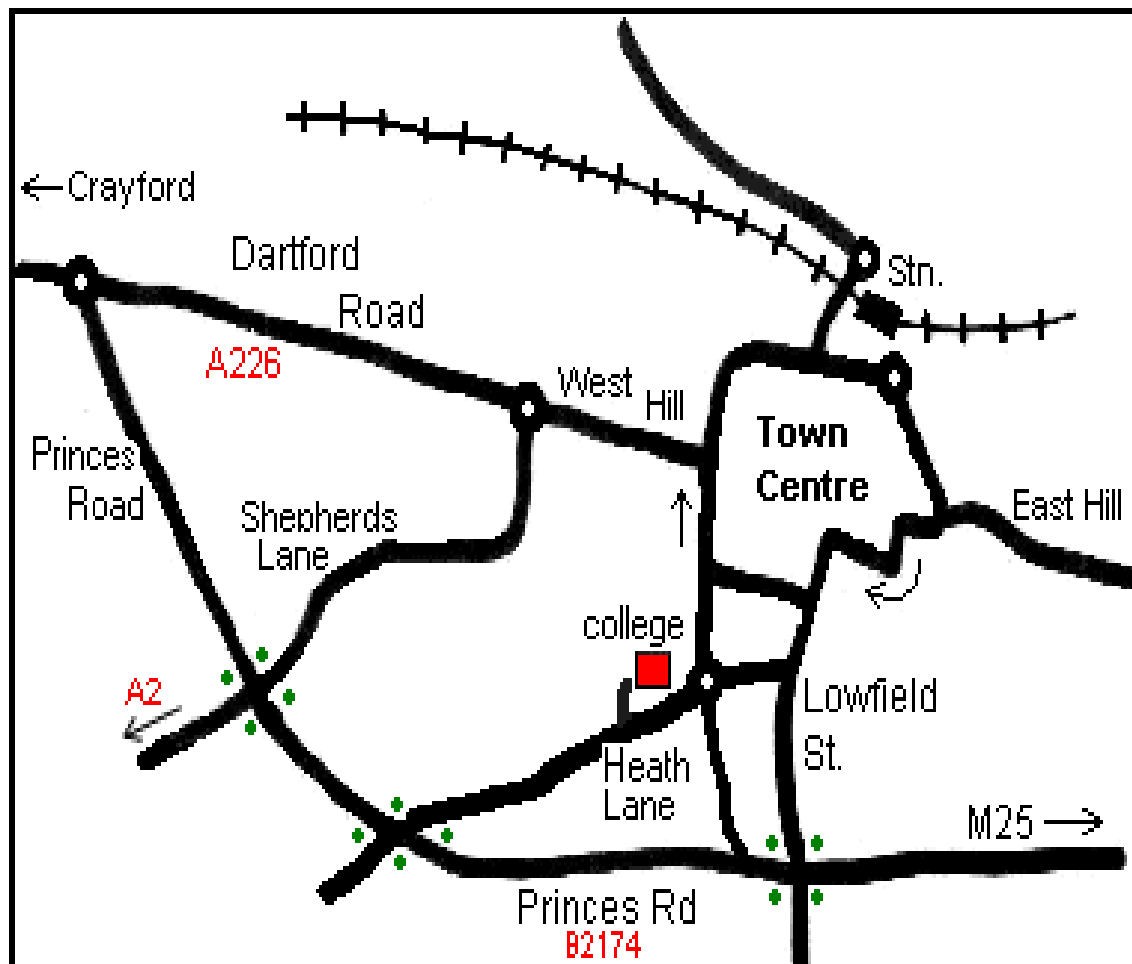 Crayford
Dartford
Road
Stn.
A226
West
Hill
Town
Centre
Princes
Road
East Hill
Shepherds
Lane
college
A2
Lowfield
St.
Heath
Lane
M25
Princes Rd
B2174